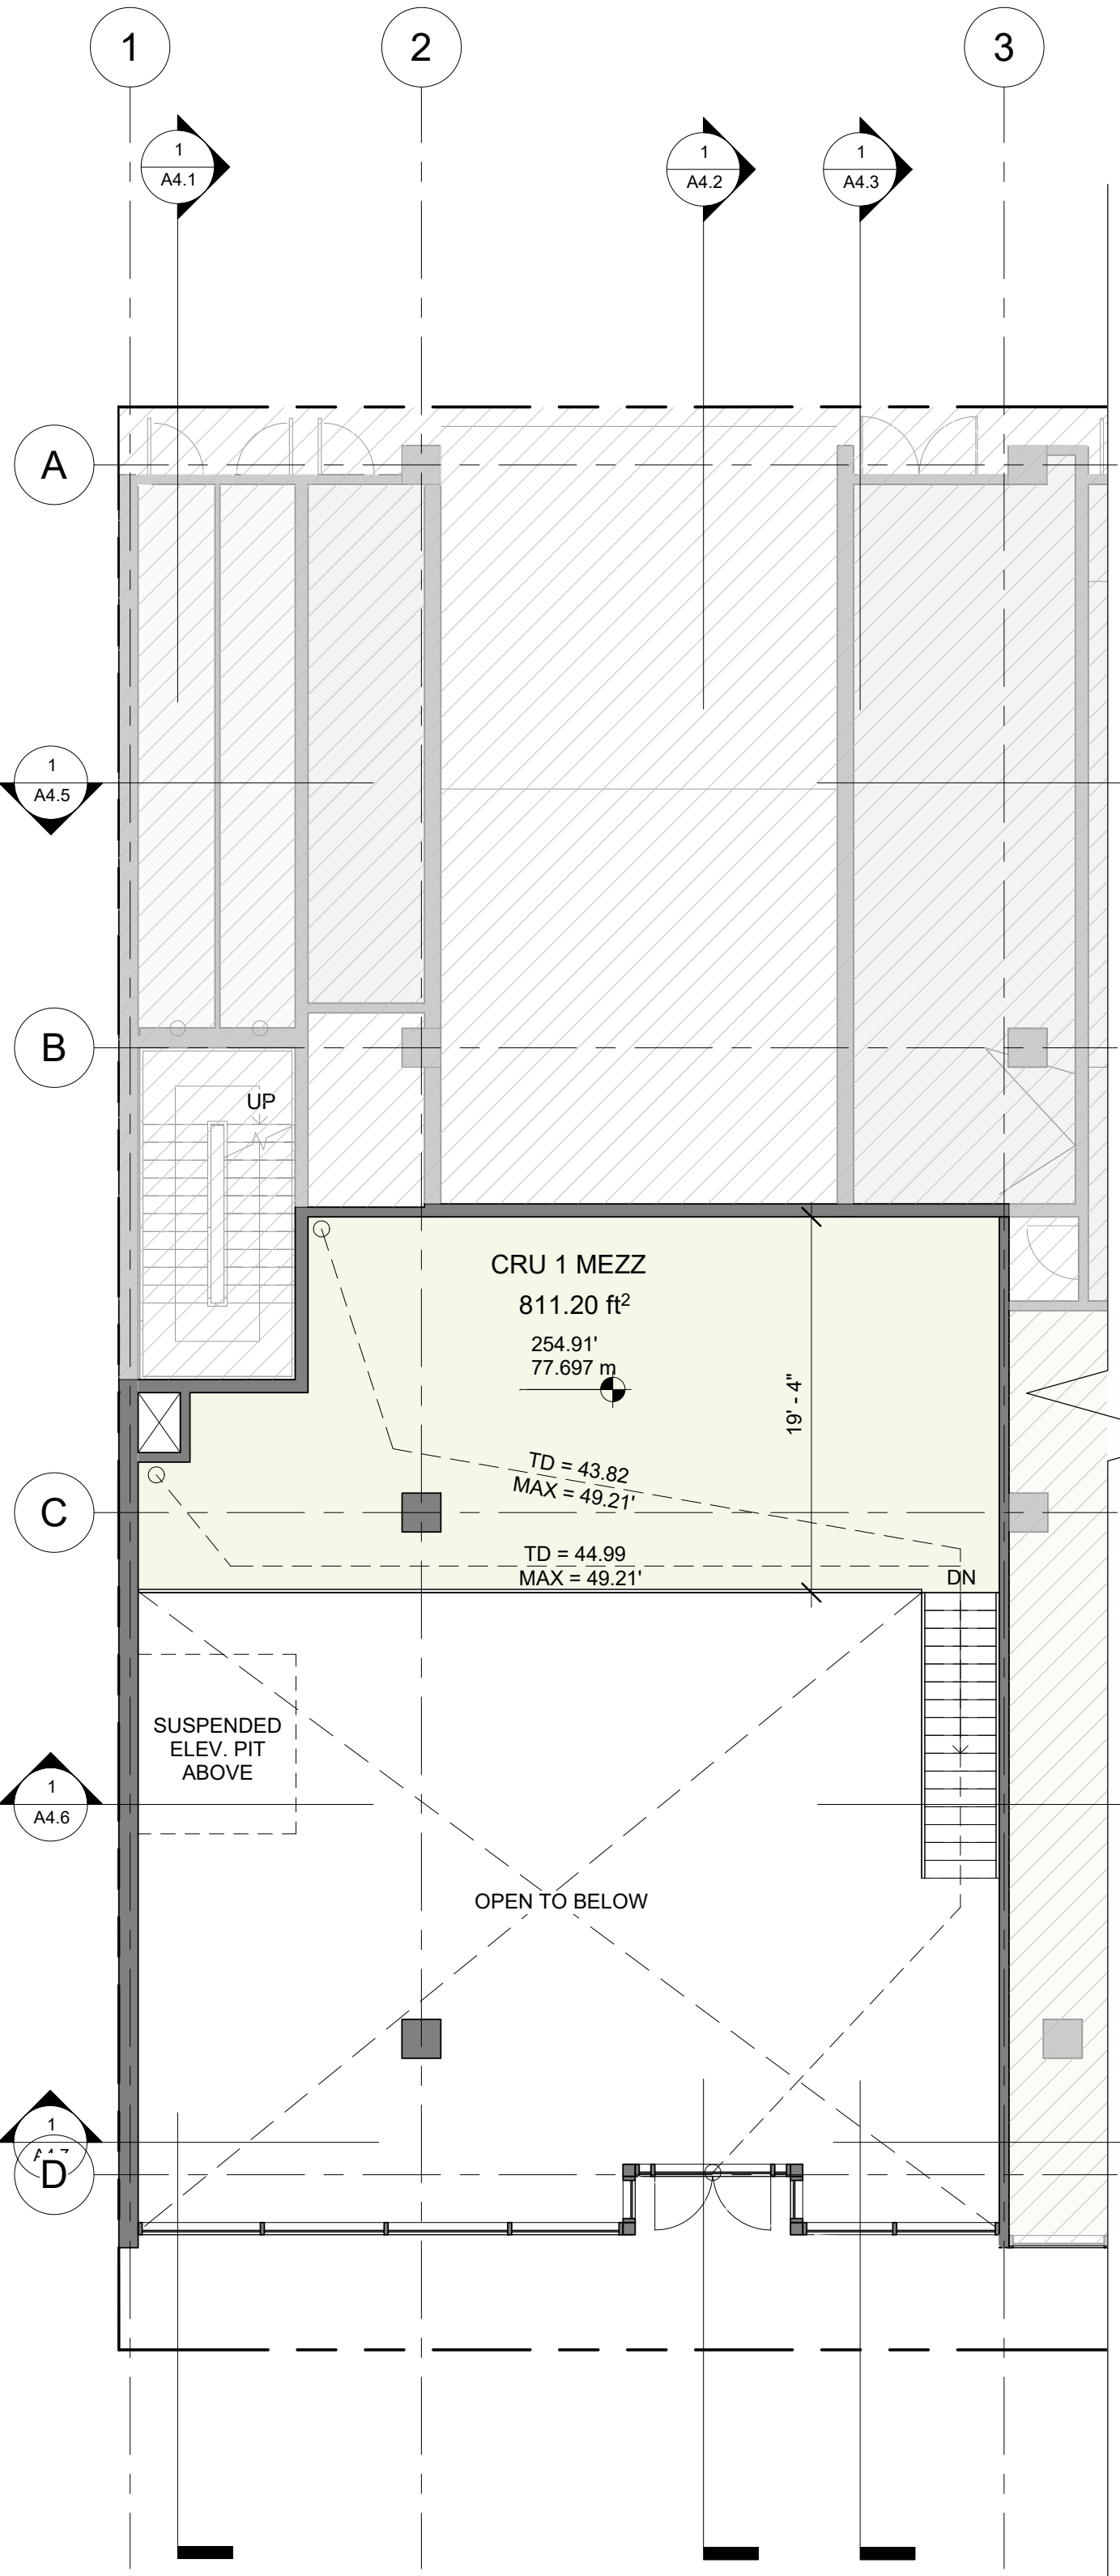 1
2
3
1
A4.1
1
A4.2
1
A4.3
A
1
A4.5
B
UP
CRU 1 MEZZ
811.20 ft²
254.91'
77.697 m
19' - 4"
TD = 43.82
MAX = 49.21'
C
TD = 44.99
MAX = 49.21'
DN
SUSPENDED
ELEV. PIT
ABOVE
1
A4.6
OPEN TO BELOW
1
D